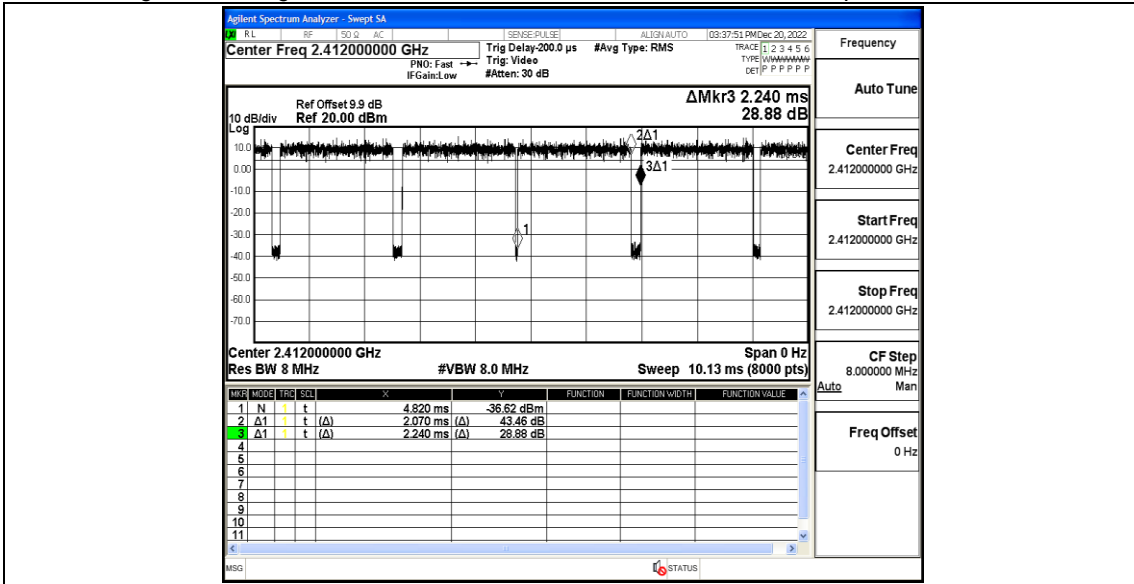 Agilent Spectrum Analyzer - Swept SA
RL RF 50 Ω AC SENSE:PULSE ALIGN AUTO 03:37:51 PM Dec 20, 2022
Center Freq 2.412000000 GHz
PNO: Fast
IFGain:Low
Trig Delay-200.0 µs
Trig: Video
#Atten: 30 dB
#Avg Type: RMS
TRACE 1 2 3 4 5 6
TYPE
DET P P P P P P
ΔMkr3 2.240 ms
28.88 dB
Ref Offset 9.9 dB
Ref 20.00 dBm
10 dB/div
Log
10.0
0.00
-10.0
-20.0
-30.0
-40.0
-50.0
-60.0
-70.0
2Δ1
3Δ1
1
Center 2.412000000 GHz Span 0 Hz
Res BW 8 MHz #VBW 8.0 MHz Sweep 10.13 ms (8000 pts)
MKR MODE TRC SCL X Y FUNCTION FUNCTION WIDTH FUNCTION VALUE
1 N 1 t 4.820 ms -36.62 dBm
2 Δ1 1 t (Δ) 2.070 ms (Δ) 43.46 dB
3 Δ1 1 t (Δ) 2.240 ms (Δ) 28.88 dB
4
5
6
7
8
9
10
11
MSG STATUS
Frequency
Auto Tune
Center Freq
2.412000000 GHz
Start Freq
2.412000000 GHz
Stop Freq
2.412000000 GHz
CF Step
8.000000 MHz
Auto Man
Freq Offset
0 Hz